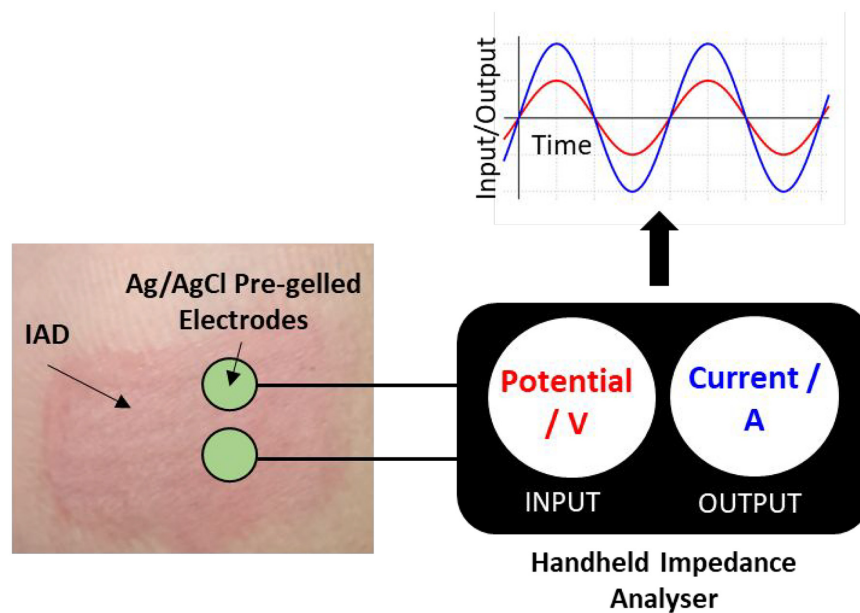 Input/Output
Time
Ag/AgCl Pre-gelled
Electrodes
IAD
Potential
/ V
Current /
A
INPUT
OUTPUT
Handheld Impedance
Analyser